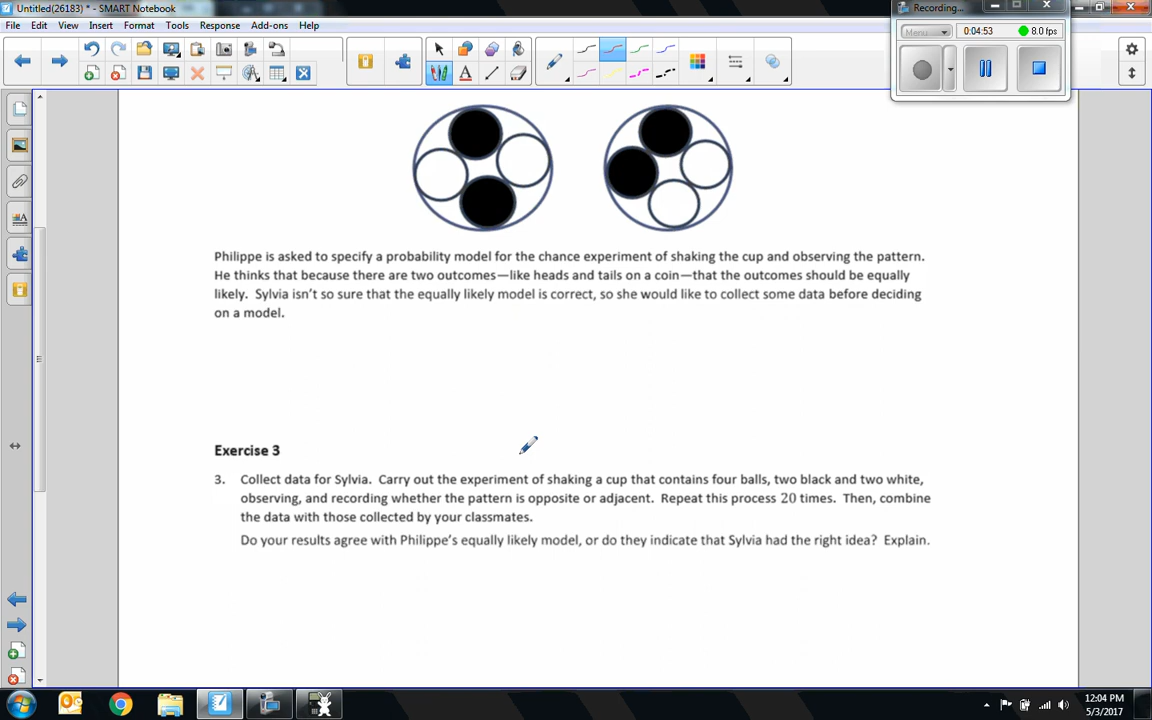 Untitled(26183) * - SMART Notebook
Recording...
File Edit View Insert Format Tools Response Add-ons Help
Menu 0:04:53 8.0 fps
Philippe is asked to specify a probability model for the chance experiment of shaking the cup and observing the pattern.
He thinks that because there are two outcomes—like heads and tails on a coin—that the outcomes should be equally
likely. Sylvia isn't so sure that the equally likely model is correct, so she would like to collect some data before deciding
on a model.
Exercise 3
3. Collect data for Sylvia. Carry out the experiment of shaking a cup that contains four balls, two black and two white,
observing, and recording whether the pattern is opposite or adjacent. Repeat this process 20 times. Then, combine
the data with those collected by your classmates.
Do your results agree with Philippe's equally likely model, or do they indicate that Sylvia had the right idea? Explain.
12:04 PM
5/3/2017